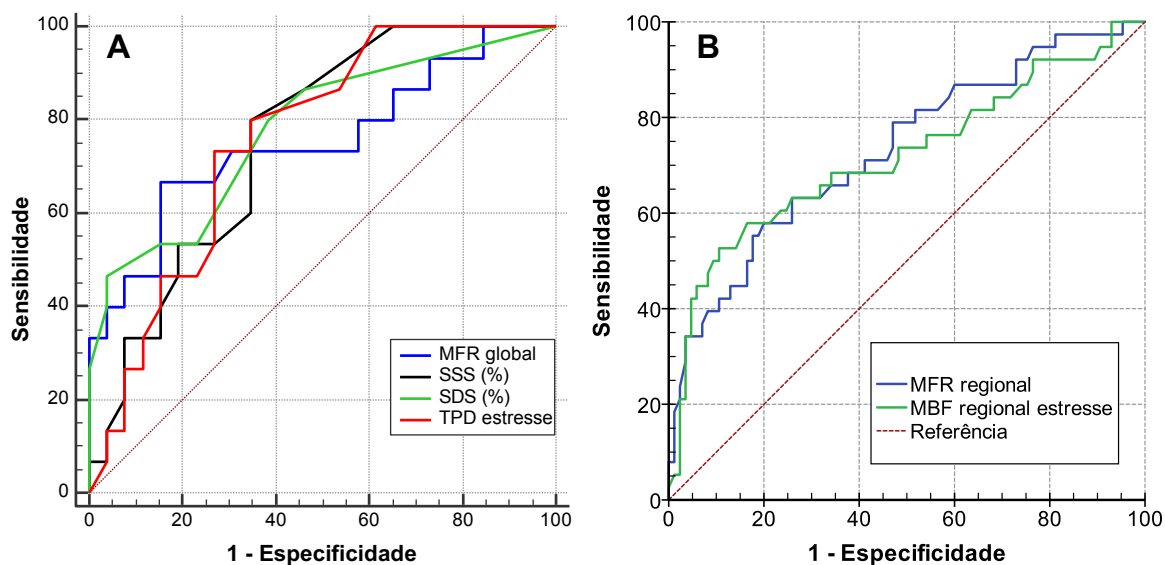 A
Sensibilidade
100
80
60
40
20
0
0 20 40 60 80 100
1 - Especificidade
MFR global
SSS (%)
SDS (%)
TPD estresse
B
Sensibilidade
100
80
60
40
20
0
0 20 40 60 80 100
1 - Especificidade
MFR regional
MBF regional estresse
Referência